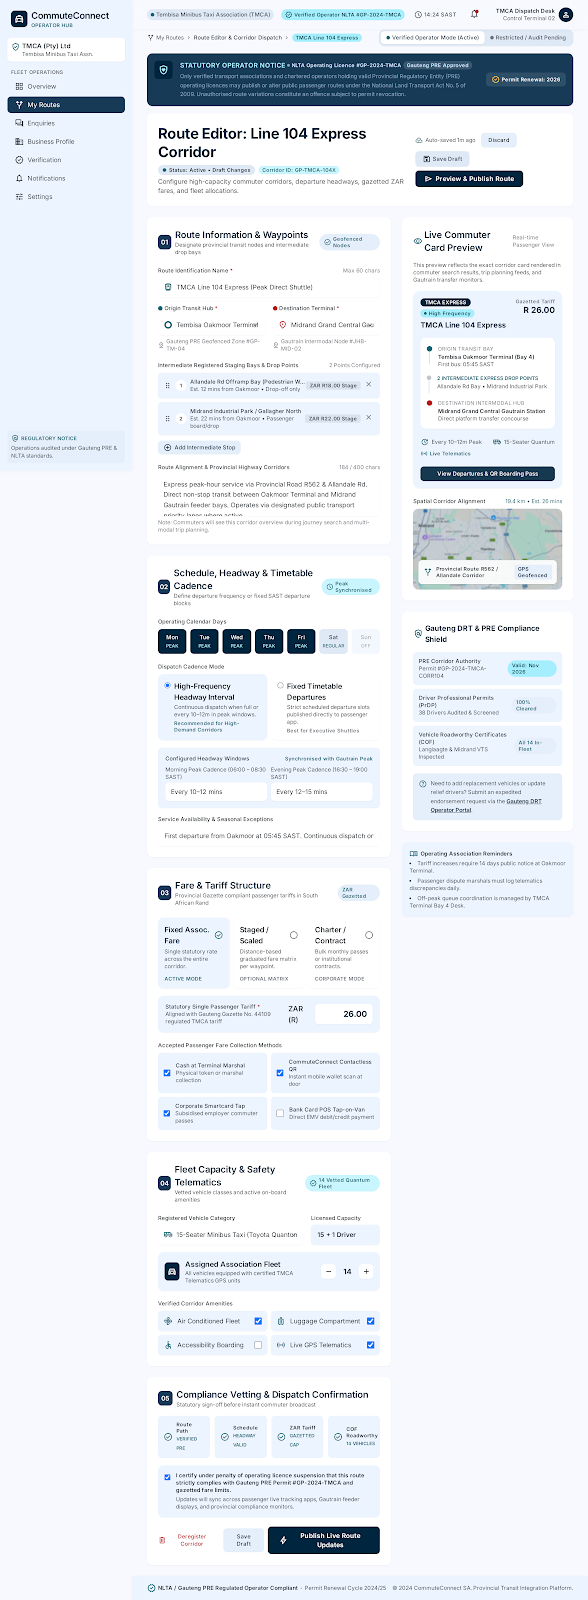 CommuteConnect
OPERATOR HUB
TMCA (Pty) Ltd
Tembisa Minibus Taxi Assn.
FLEET OPERATIONS
Overview
My Routes
Enquiries
Business Profile
Verification
Notifications
Settings
REGULATORY NOTICE
Operations audited under Gauteng PRE & NLTA standards.
Tembisa Minibus Taxi Association (TMCA)
Verified Operator NLTA #GP-2024-TMCA
14:24 SAST
TMCA Dispatch Desk
Control Terminal 02
My Routes > Route Editor & Corridor Dispatch > TMCA Line 104 Express
Verified Operator Mode (Active)
Restricted / Audit Pending
STATUTORY OPERATOR NOTICE • NLTA Operating Licence #GP-2024-TMCA Gauteng PRE Approved
Only verified transport associations and chartered operators holding valid Provincial Regulatory Entity (PRE)
operating licences may publish or alter public passenger routes under the National Land Transport Act No. 5 of
2009. Unauthorised route variations constitute an offence subject to permit revocation.
Permit Renewal: 2026
Route Editor: Line 104 Express
Corridor
Status: Active • Draft Changes
Corridor ID: GP-TMCA-104X
Configure high-capacity commuter corridors, departure headways, gazetted ZAR
fares, and fleet allocations.
Auto-saved 1m ago
Discard
Save Draft
Preview & Publish Route
01
Route Information & Waypoints
Designate provincial transit nodes and intermediate
drop bays
Geofenced
Nodes
Route Identification Name *
Max 60 chars
TMCA Line 104 Express (Peak Direct Shuttle)
Origin Transit Hub *
Destination Terminal *
Tembisa Oakmoor Terminal
Midrand Grand Central Gau
Gauteng PRE Geofenced Zone #GP-
TM-04
Gautrain Intermodal Node #JHB-
MID-02
Intermediate Registered Staging Bays & Drop Points
2 Points Configured
1
Allandale Rd Offramp Bay (Pedestrian W...
Est. 12 mins from Oakmoor • Drop-off only
ZAR R18.00 Stage
2
Midrand Industrial Park / Gallagher North
Est. 22 mins from Oakmoor • Passenger
board/drop
ZAR R22.00 Stage
Add Intermediate Stop
Route Alignment & Provincial Highway Corridors
184 / 400 chars
Express peak-hour service via Provincial Road R562 & Allandale Rd.
Direct non-stop transit between Oakmoor Terminal and Midrand
Gautrain feeder bays. Operates via designated public transport
priority lanes where active.
Note: Commuters will see this corridor overview during journey search and multi-
modal trip planning.
02
Schedule, Headway & Timetable
Cadence
Define departure frequency or fixed SAST departure
blocks
Peak
Synchronised
Operating Calendar Days
Mon Tue Wed Thu Fri Sat Sun
PEAK PEAK PEAK PEAK PEAK REGULAR OFF
Dispatch Cadence Mode
High-Frequency
Headway Interval
Continuous dispatch when full or
every 10-12m in peak windows.
Recommended for High-
Demand Corridors
Fixed Timetable
Departures
Strict scheduled departure slots
published directly to passenger
app.
Best for Executive Shuttles
Configured Headway Windows
Synchronised with Gautrain Peak
Morning Peak Cadence (06:00 – 08:30
SAST)
Evening Peak Cadence (16:30 – 19:00
SAST)
Every 10–12 mins
Every 12–15 mins
Service Availability & Seasonal Exceptions
First departure from Oakmoor at 05:45 SAST. Continuous dispatch or
03
Fare & Tariff Structure
Provincial Gazette compliant passenger tariffs in South
African Rand
ZAR
Gazetted
Fixed Assoc.
Fare
Single statutory rate
across the entire
corridor.
ACTIVE MODE
Staged /
Scaled
Distance-based
graduated fare matrix
per waypoint.
OPTIONAL MATRIX
Charter /
Contract
Bulk monthly passes
or institutional
contracts.
CORPORATE MODE
Statutory Single Passenger Tariff *
Aligned with Gauteng Gazette No. 44109
regulated TMCA tariff
ZAR
(R)
26.00
Accepted Passenger Fare Collection Methods
Cash at Terminal Marshal
Physical token or marshal
collection
CommuteConnect Contactless
QR
Instant mobile wallet scan at
door
Corporate Smartcard Tap
Subsidised employer commuter
passes
Bank Card POS Tap-on-Van
Direct EMV debit/credit payment
04
Fleet Capacity & Safety
Telematics
Vetted vehicle classes and active on-board
amenities
14 Vetted Quantum
Fleet
Registered Vehicle Category
Licensed Capacity
15-Seater Minibus Taxi (Toyota Quantum
15 + 1 Driver
Assigned Association Fleet
All vehicles equipped with certified TMCA
Telematics GPS units
− 14 +
Verified Corridor Amenities
Air Conditioned Fleet
Luggage Compartment
Accessibility Boarding
Live GPS Telematics
05
Compliance Vetting & Dispatch Confirmation
Statutory sign-off before instant commuter broadcast
Route
Path
VERIFIED
PRE
Schedule
HEADWAY
VALID
ZAR Tariff
GAZETTED
CAP
COF
Roadworthy
14 VEHICLES
I certify under penalty of operating licence suspension that this route
strictly complies with Gauteng PRE Permit #GP-2024-TMCA and
gazetted fare limits.
Updates will sync across passenger live tracking apps, Gautrain feeder
displays, and provincial compliance monitors.
Deregister
Corridor
Save
Draft
Publish Live Route
Updates
Live Commuter
Card Preview
Real-time
Passenger View
This preview reflects the exact corridor card rendered in
commuter search results, trip planning feeds, and
Gautrain transfer monitors.
TMCA EXPRESS
High Frequency
Gazetted Tariff
R 26.00
TMCA Line 104 Express
ORIGIN TRANSIT BAY
Tembisa Oakmoor Terminal (Bay 4)
First bus: 05:45 SAST
2 INTERMEDIATE EXPRESS DROP POINTS
Allandale Rd Bay • Midrand Industrial Park
DESTINATION INTERMODAL HUB
Midrand Grand Central Gautrain Station
Direct platform transfer concourse
Every 10-12m Peak
15-Seater Quantum
Live Telematics
View Departures & QR Boarding Pass
Spatial Corridor Alignment
19.4 km • Est. 26 mins
Provincial Route R562 /
Allandale Corridor
GPS
Geofenced
Gauteng DRT & PRE Compliance
Shield
PRE Corridor Authority
Permit #GP-2024-TMCA-
CORR104
Valid: Nov
2026
Driver Professional Permits
(PrDP)
38 Drivers Audited & Screened
100%
Cleared
Vehicle Roadworthy Certificates
(COF)
Langlaagte & Midrand VTS
Inspected
All 14 In-
Fleet
Need to add replacement vehicles or update
relief drivers? Submit an expedited
endorsement request via the Gauteng DRT
Operator Portal.
Operating Association Reminders
• Tariff increases require 14 days public notice at Oakmoor
Terminal.
• Passenger dispatch marshals must log telematics
discrepancies daily.
• Off-peak queue coordination is managed by TMCA
Terminal Bay 4 Desk.
NLTA / Gauteng PRE Regulated Operator Compliant • Permit Renewal Cycle 2024/25
© 2024 CommuteConnect SA. Provincial Transit Integration Platform.